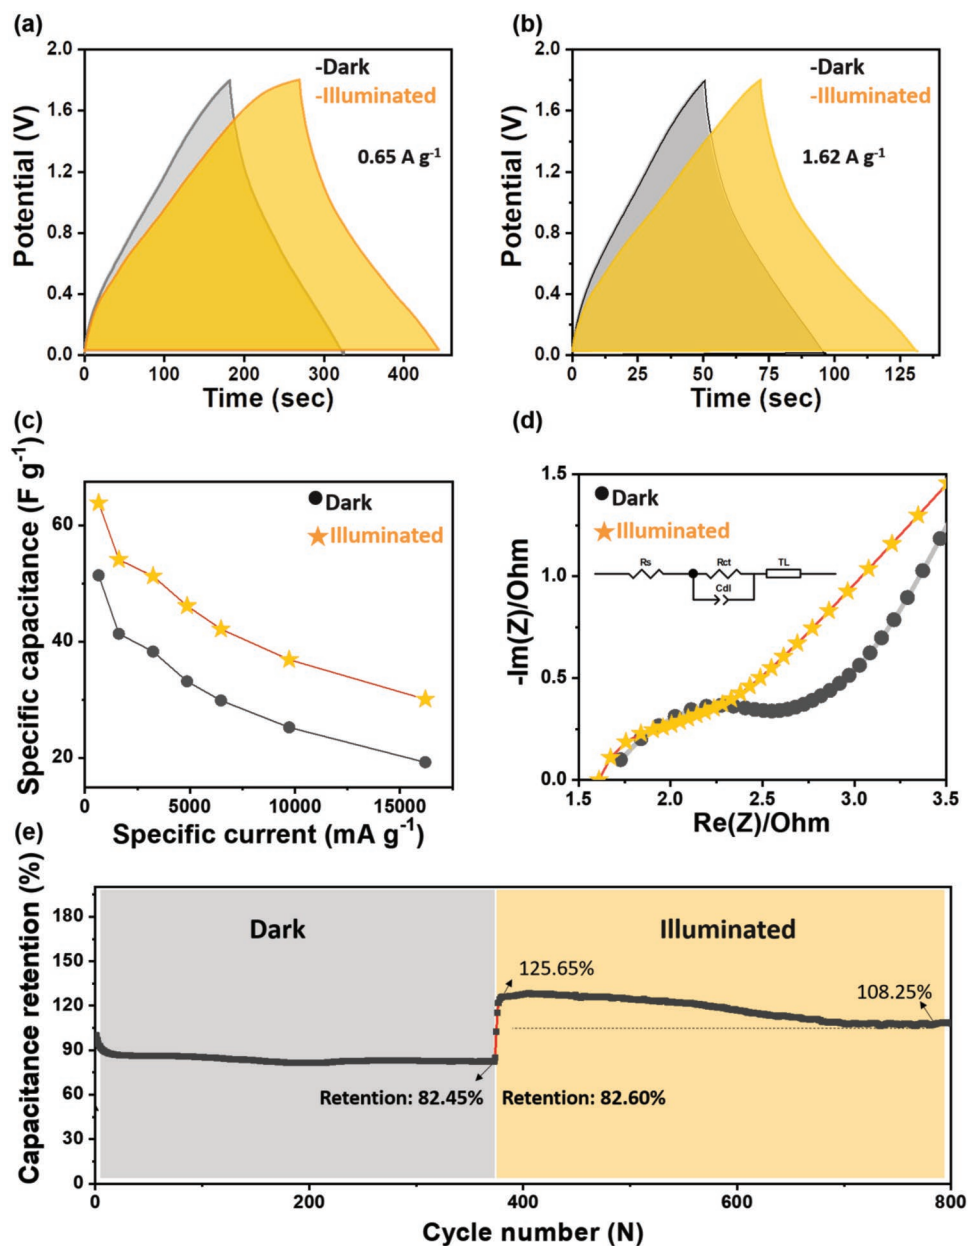 (a)
2.0
1.6
1.2
0.8
0.4
0.0
Potential (V)
-Dark
-Illuminated
0.65 A g-1
0 100 200 300 400
Time (sec)
(b)
2.0
1.6
1.2
0.8
0.4
0.0
Potential (V)
-Dark
-Illuminated
1.62 A g-1
0 25 50 75 100 125
Time (sec)
(c)
Specific capacitance (F g-1)
60
40
20
Dark
Illuminated
0 5000 10000 15000
Specific current (mA g-1)
(d)
-Im(Z)/Ohm
1.5
1.0
0.5
0.0
Dark
Illuminated
Rs Rct TL
Cdl
1.5 2.0 2.5 3.0 3.5
Re(Z)/Ohm
(e)
Capacitance retention (%)
180
150
120
90
60
30
0
Dark
Illuminated
125.65%
108.25%
Retention: 82.45%
Retention: 82.60%
0 200 400 600 800
Cycle number (N)